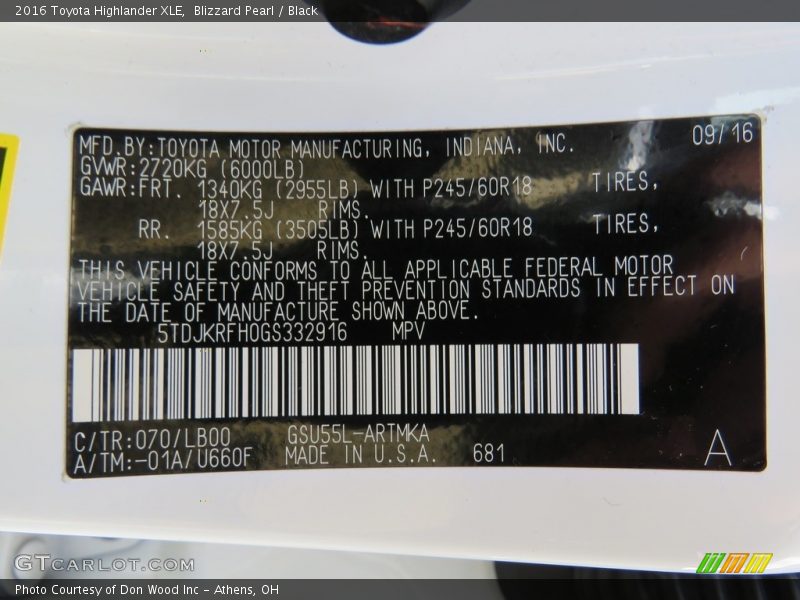 2016 Toyota Highlander XLE,  Blizzard Pearl / Black
MFD.BY:TOYOTA MOTOR MANUFACTURING, INDIANA, INC. 09/16
GVWR:2720KG (6000LB)
GAWR:FRT. 1340KG (2955LB) WITH P245/60R18 TIRES,
18X7.5J RIMS.
RR. 1585KG (3505LB) WITH P245/60R18 TIRES,
18X7.5J RIMS.
THIS VEHICLE CONFORMS TO ALL APPLICABLE FEDERAL MOTOR
VEHICLE SAFETY AND THEFT PREVENTION STANDARDS IN EFFECT ON
THE DATE OF MANUFACTURE SHOWN ABOVE.
5TDJKRFH0GS332916 MPV
C/TR:070/LB00 GSU55L-ARTMKA
A/TM:-01A/U660F MADE IN U.S.A. 681 A
GTCARLOT.COM
Photo Courtesy of Don Wood Inc - Athens, OH